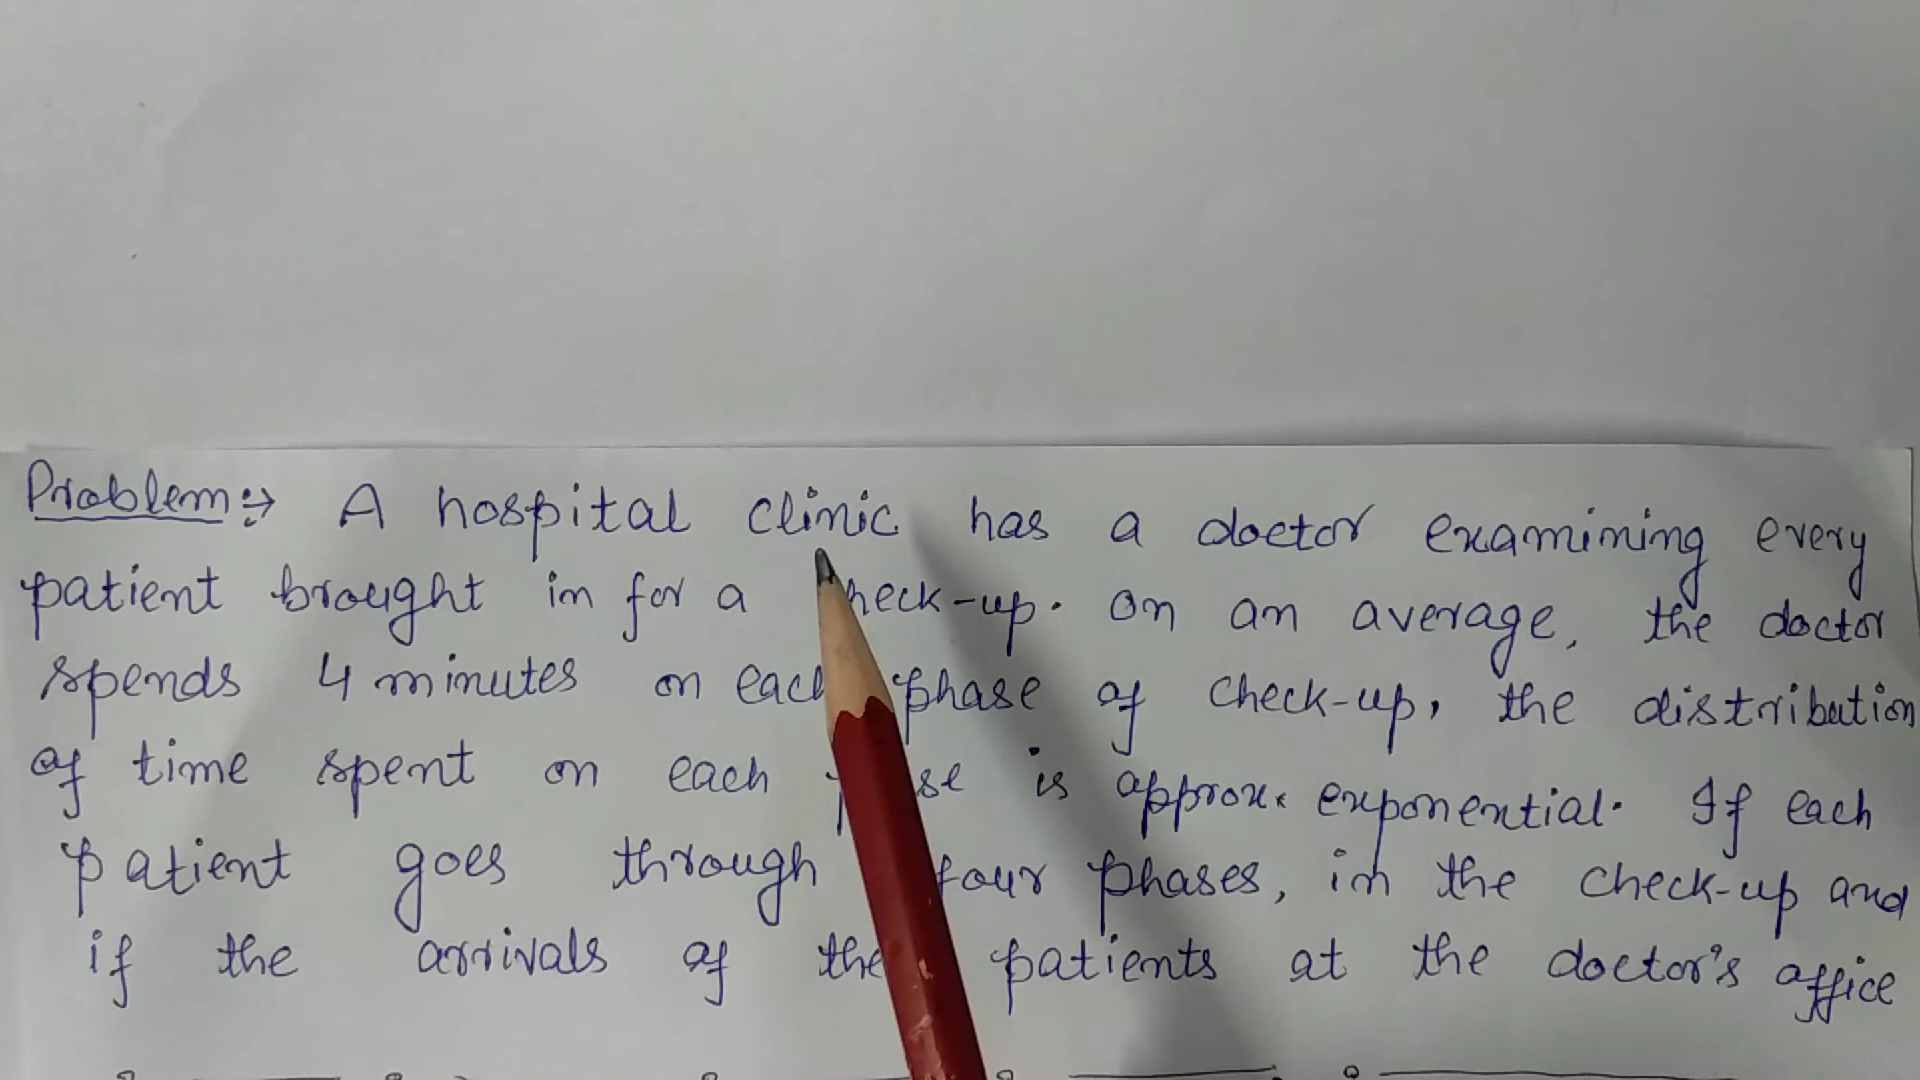 Problem:→ A hospital clinic has a doctor examining every
patient brought in for a heck-up. On an average, the doctor
spends 4 minutes on each phase of check-up, the distribution
of time spent on each se is approx. exponential. If each
patient goes through four phases, in the check-up and
if the arrivals of the patients at the doctor's office